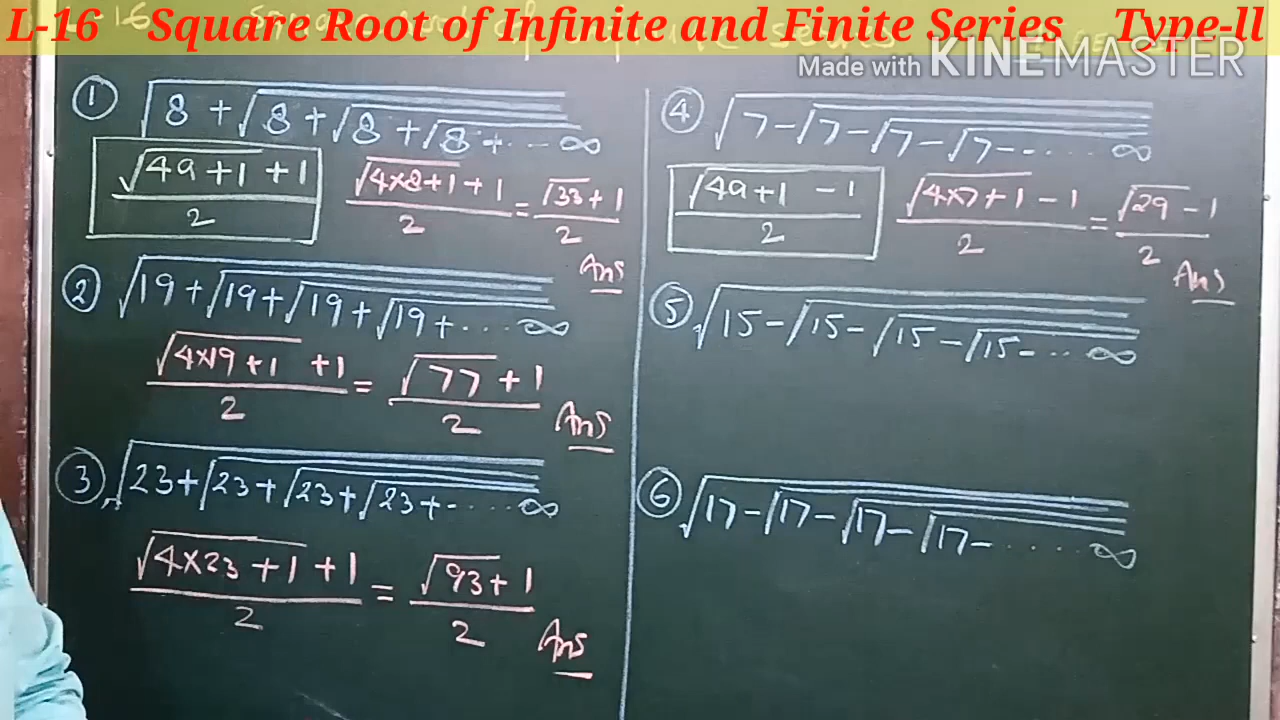 L-16 Square Root of Infinite and Finite Series Type-ll
Made with KINEMASTER
① √8 + √8 + √8 + √8 + ... ∞
√4a+1 + 1 / 2
√4×8+1 + 1 / 2 = √33 + 1 / 2
Ans
② √19 + √19 + √19 + √19 + ... ∞
√4×19+1 + 1 / 2 = √77 + 1 / 2
Ans
③ √23 + √23 + √23 + √23 + ... ∞
√4×23+1 + 1 / 2 = √93 + 1 / 2
Ans
④ √7 - √7 - √7 - √7 - ... ∞
√4a+1 - 1 / 2
√4×7+1 - 1 / 2 = √29 - 1 / 2
Ans
⑤ √15 - √15 - √15 - √15 - ... ∞
⑥ √17 - √17 - √17 - √17 - ... ∞